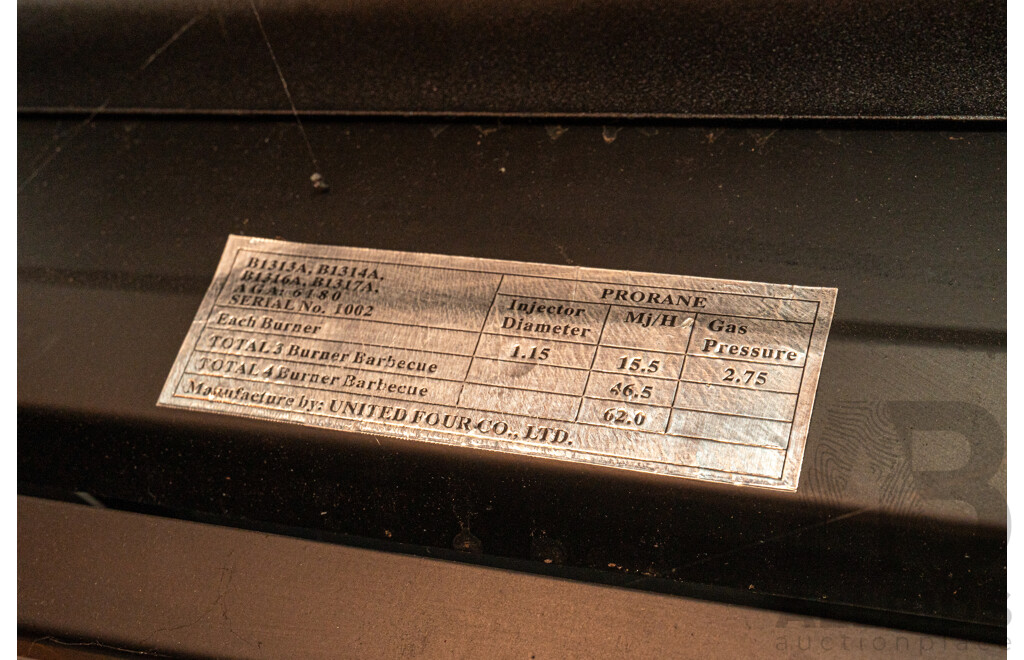 B1313A, B1314A,
B1316A, B1317A,
A G A: 6480
SERIAL No. 1002
PRORANE
Injector Diameter Mj/H Gas Pressure
Each Burner 1.15 15.5 2.75
TOTAL 3 Burner Barbecue 46.5
TOTAL 4 Burner Barbecue 62.0
Manufacture by: UNITED FOUR CO., LTD.
auctionplace